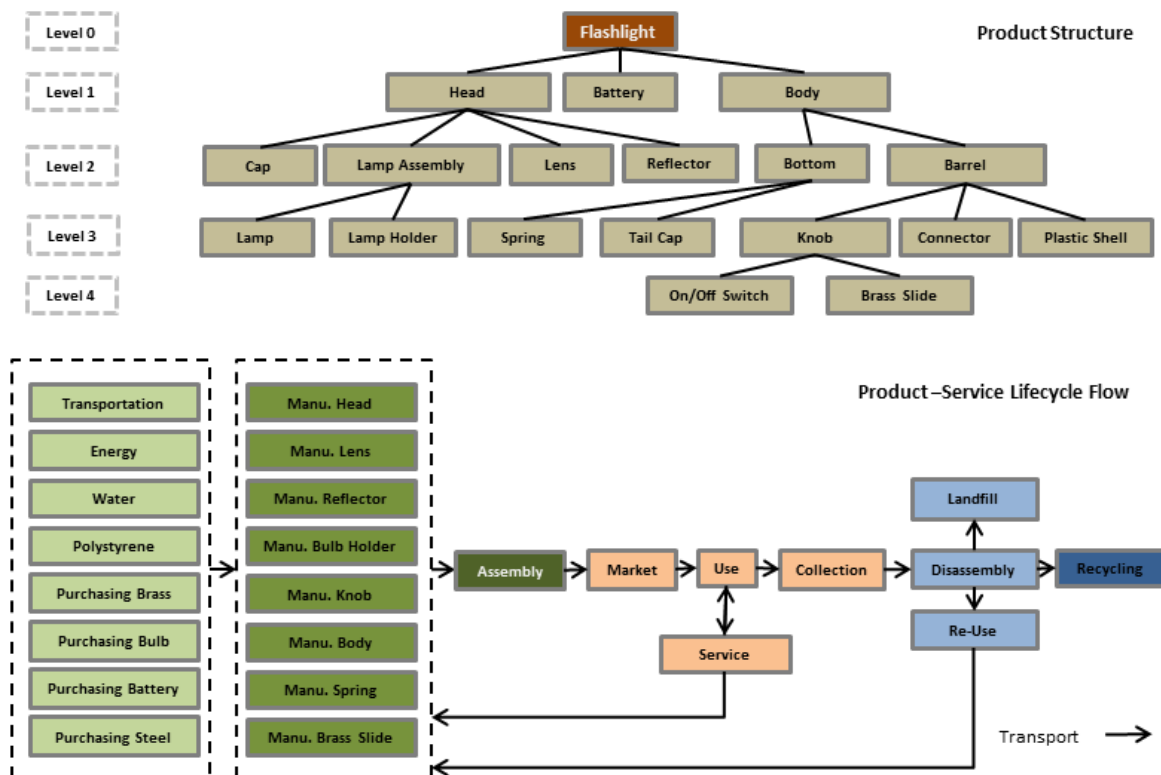 Level 0
Flashlight
Product Structure
Level 1
Head
Battery
Body
Level 2
Cap
Lamp Assembly
Lens
Reflector
Bottom
Barrel
Level 3
Lamp
Lamp Holder
Spring
Tail Cap
Knob
Connector
Plastic Shell
Level 4
On/Off Switch
Brass Slide
Product –Service Lifecycle Flow
Transportation
Energy
Water
Polystyrene
Purchasing Brass
Purchasing Bulb
Purchasing Battery
Purchasing Steel
Manu. Head
Manu. Lens
Manu. Reflector
Manu. Bulb Holder
Manu. Knob
Manu. Body
Manu. Spring
Manu. Brass Slide
Assembly
Market
Use
Service
Collection
Landfill
Disassembly
Recycling
Re-Use
Transport